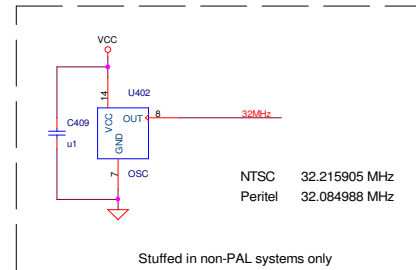 VCC
U402
14
OUT
8
32MHz
C409
VCC
u1
GND
7
OSC
NTSC 32.215905 MHz
Peritel 32.084988 MHz
Stuffed in non-PAL systems only